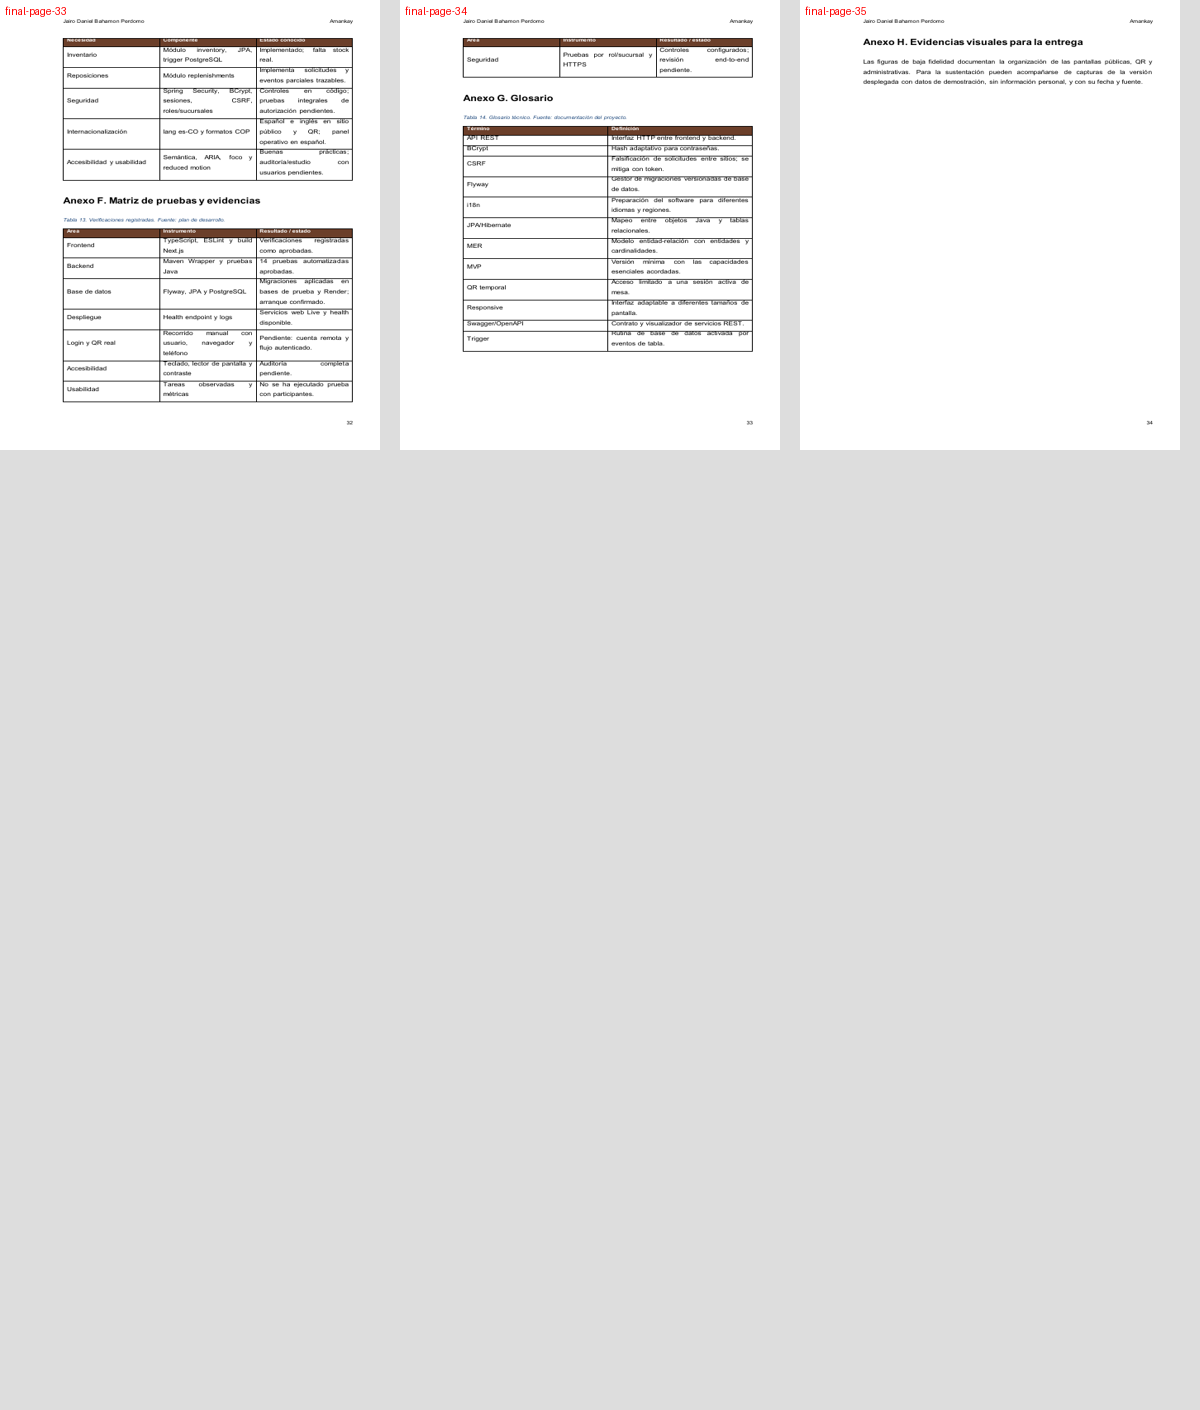 final-page-33
Jairo Daniel Bahamon Perdomo Amankay
Necesidad Componente Estado conocido
Inventario Módulo inventory, JPA, trigger PostgreSQL Implementado; falta stock real.
Reposiciones Módulo replenishments Implementa solicitudes y eventos parciales trazables.
Seguridad Spring Security, BCrypt, sesiones, CSRF, roles/sucursales Controles en código; pruebas integrales de autorización pendientes.
Internacionalización lang es-CO y formatos COP Español e inglés en sitio público y QR; panel operativo en español.
Accesibilidad y usabilidad Semántica, ARIA, foco y reduced motion Buenas prácticas; auditoría/estudio con usuarios pendientes.
Anexo F. Matriz de pruebas y evidencias
Tabla 13. Verificaciones registradas. Fuente: plan de desarrollo.
Área Instrumento Resultado / estado
Frontend TypeScript, ESLint y build Next.js Verificaciones registradas como aprobadas.
Backend Maven Wrapper y pruebas Java 14 pruebas automatizadas aprobadas.
Base de datos Flyway, JPA y PostgreSQL Migraciones aplicadas en bases de prueba y Render; arranque confirmado.
Despliegue Health endpoint y logs Servicios web Live y health disponible.
Login y QR real Recorrido manual con usuario, navegador y teléfono Pendiente: cuenta remota y flujo autenticado.
Accesibilidad Teclado, lector de pantalla y contraste Auditoría completa pendiente.
Usabilidad Tareas observadas y métricas No se ha ejecutado prueba con participantes.
32
final-page-34
Jairo Daniel Bahamon Perdomo Amankay
Área Instrumento Resultado / estado
Seguridad Pruebas por rol/sucursal y HTTPS Controles configurados; revisión end-to-end pendiente.
Anexo G. Glosario
Tabla 14. Glosario técnico. Fuente: documentación del proyecto.
Término Definición
API REST Interfaz HTTP entre frontend y backend.
BCrypt Hash adaptativo para contraseñas.
CSRF Falsificación de solicitudes entre sitios; se mitiga con token.
Flyway Gestor de migraciones versionadas de base de datos.
i18n Preparación del software para diferentes idiomas y regiones.
JPA/Hibernate Mapeo entre objetos Java y tablas relacionales.
MER Modelo entidad-relación con entidades y cardinalidades.
MVP Versión mínima con las capacidades esenciales acordadas.
QR temporal Acceso limitado a una sesión activa de mesa.
Responsive Interfaz adaptable a diferentes tamaños de pantalla.
Swagger/OpenAPI Contrato y visualizador de servicios REST.
Trigger Rutina de base de datos activada por eventos de tabla.
33
final-page-35
Jairo Daniel Bahamon Perdomo Amankay
Anexo H. Evidencias visuales para la entrega
Las figuras de baja fidelidad documentan la organización de las pantallas públicas, QR y
administrativas. Para la sustentación pueden acompañarse de capturas de la versión
desplegada con datos de demostración, sin información personal, y con su fecha y fuente.
34